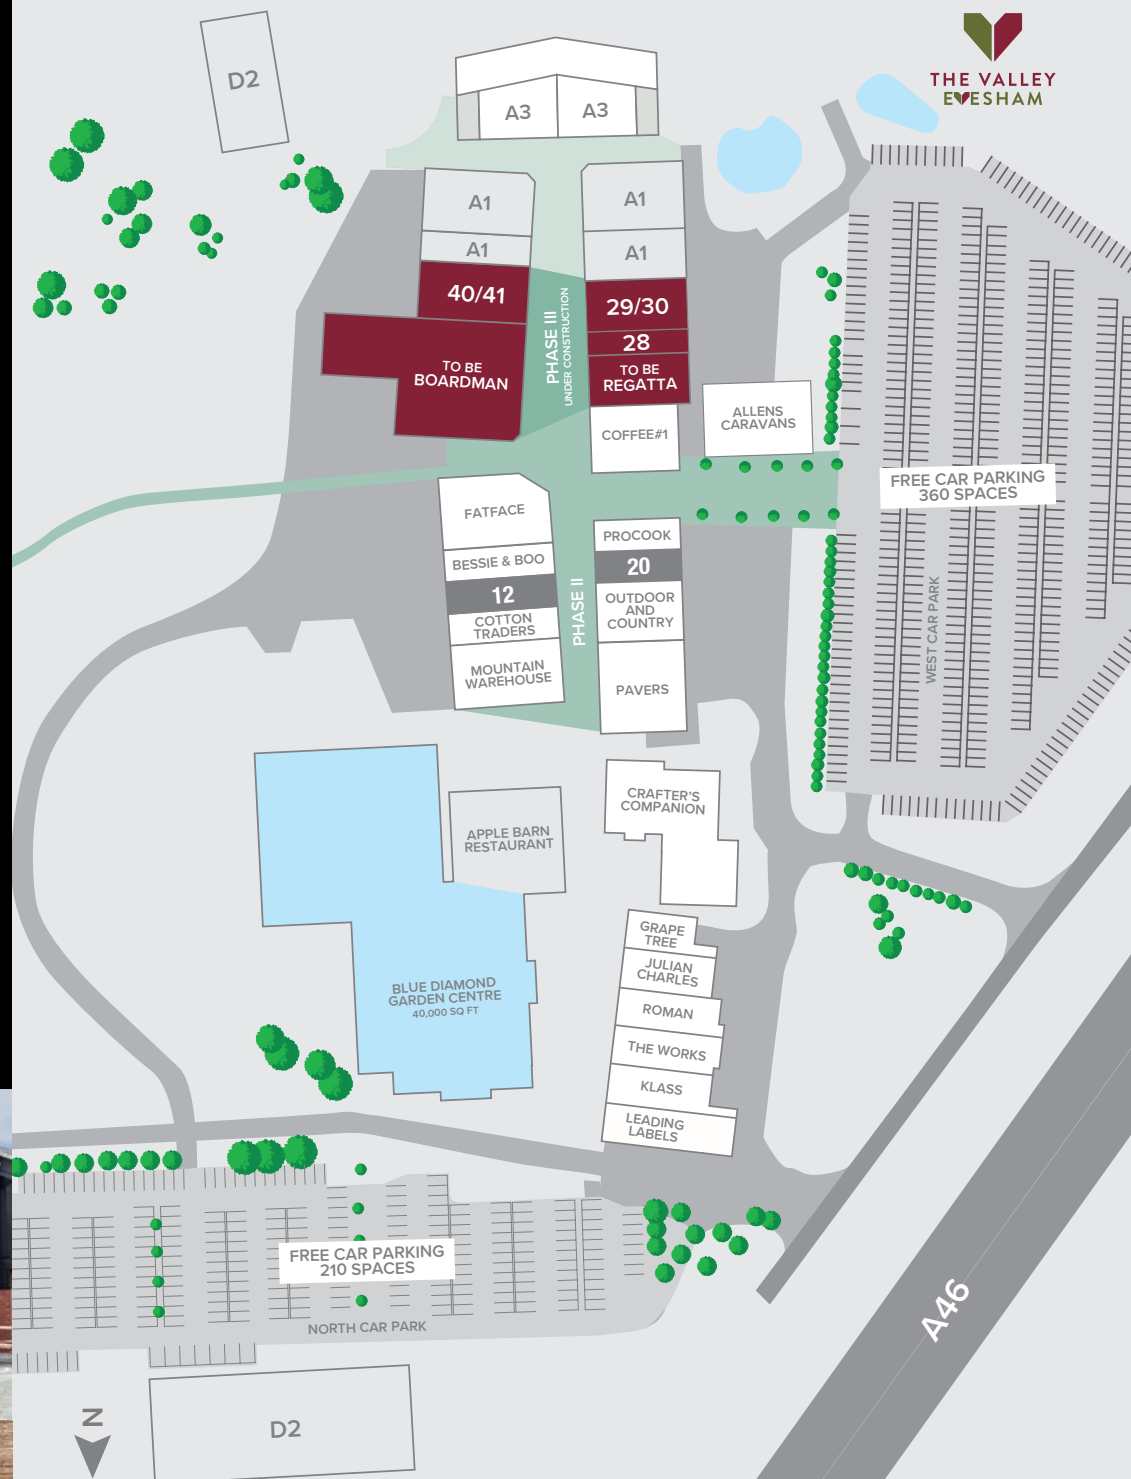 THE VALLEY
EVESHAM
D2
A3
A3
A1
A1
A1
A1
40/41
29/30
28
TO BE
BOARDMAN
TO BE
REGATTA
PHASE III
UNDER CONSTRUCTION
COFFEE#1
ALLENS
CARAVANS
FREE CAR PARKING
360 SPACES
WEST CAR PARK
FATFACE
BESSIE & BOO
12
COTTON
TRADERS
MOUNTAIN
WAREHOUSE
PHASE II
PROCOOK
20
OUTDOOR
AND
COUNTRY
PAVERS
CRAFTER'S
COMPANION
APPLE BARN
RESTAURANT
BLUE DIAMOND
GARDEN CENTRE
40,000 SQ FT
GRAPE
TREE
JULIAN
CHARLES
ROMAN
THE WORKS
KLASS
LEADING
LABELS
FREE CAR PARKING
210 SPACES
NORTH CAR PARK
A46
N
D2